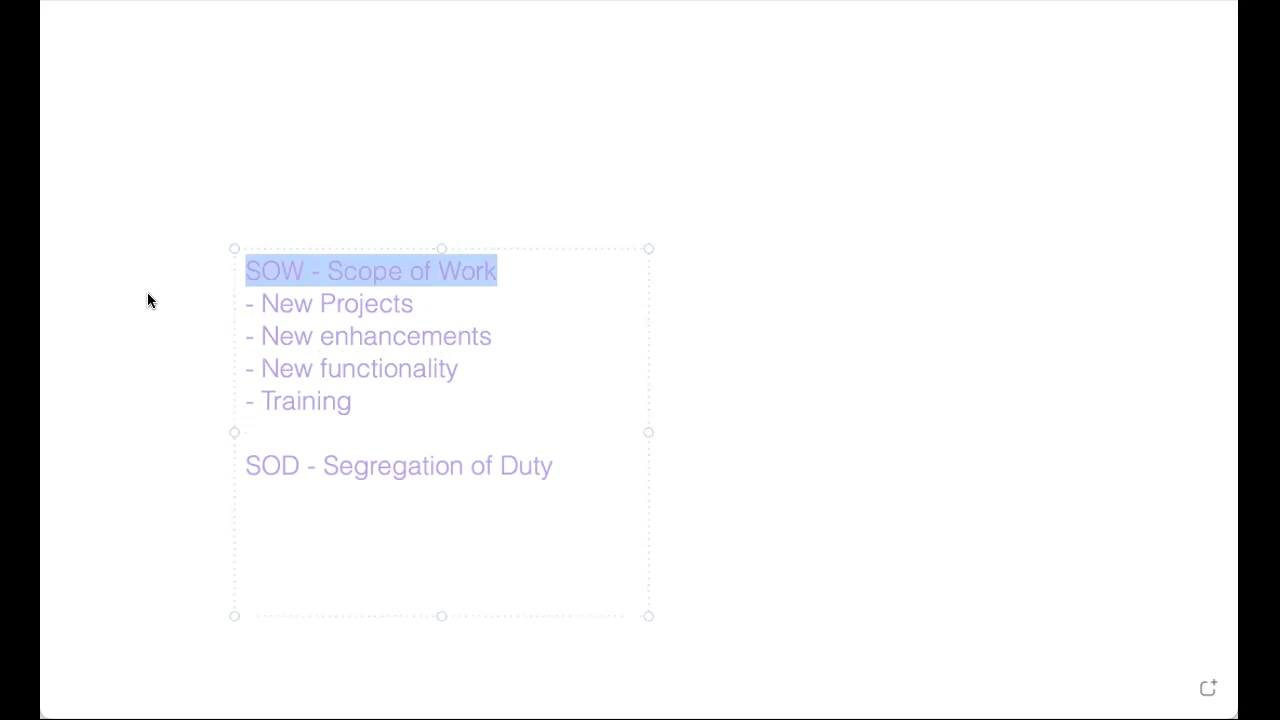 SOW - Scope of Work
- New Projects
- New enhancements
- New functionality
- Training
SOD - Segregation of Duty